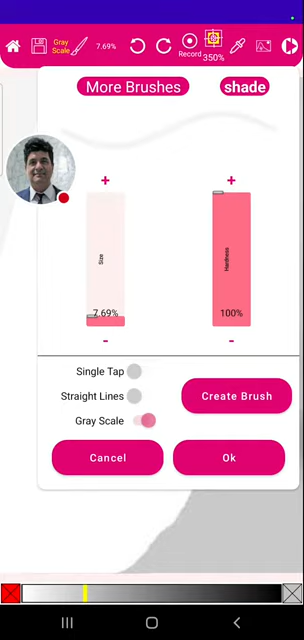 Gray
Scale
7.69%
Record
350%
More Brushes
shade
+
+
Size
Hardness
7.69%
100%
-
-
Single Tap
Straight Lines
Gray Scale
Create Brush
Cancel
Ok